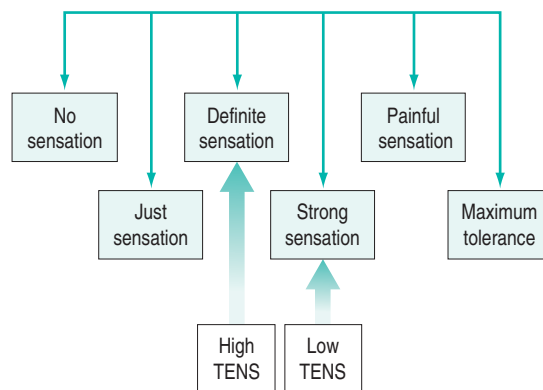 No
sensation
Definite
sensation
Painful
sensation
Just
sensation
Strong
sensation
Maximum
tolerance
High
TENS
Low
TENS